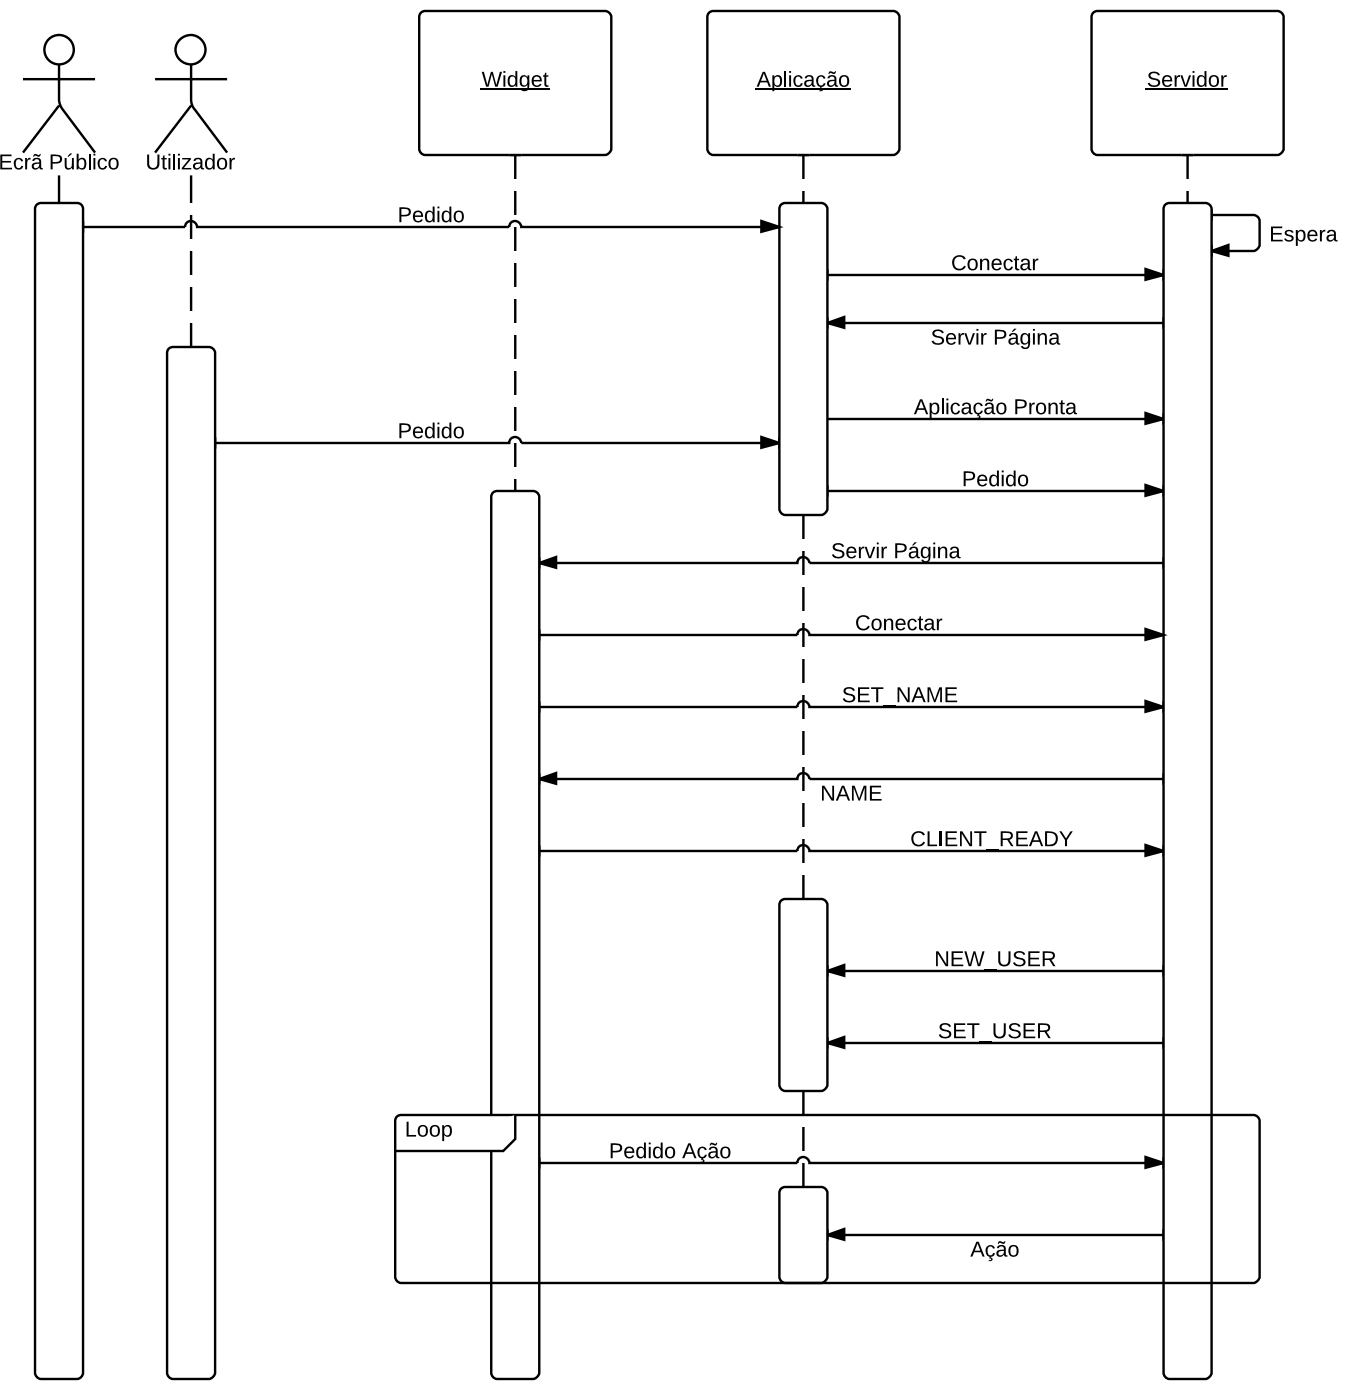 Widget
Aplicação
Servidor
Ecrã Público
Utilizador
Pedido
Espera
Conectar
Servir Página
Aplicação Pronta
Pedido
Pedido
Servir Página
Conectar
SET_NAME
NAME
CLIENT_READY
NEW_USER
SET_USER
Loop
Pedido Ação
Ação